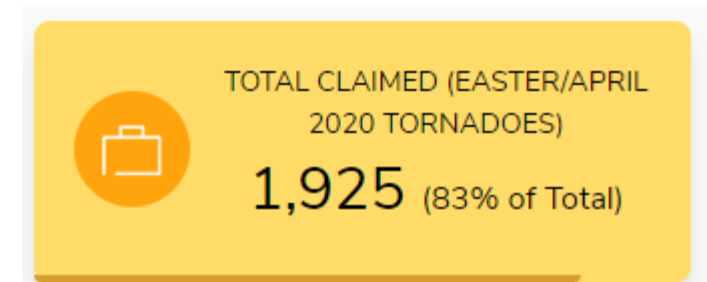 TOTAL CLAIMED (EASTER/APRIL
2020 TORNADOES)
1,925 (83% of Total)